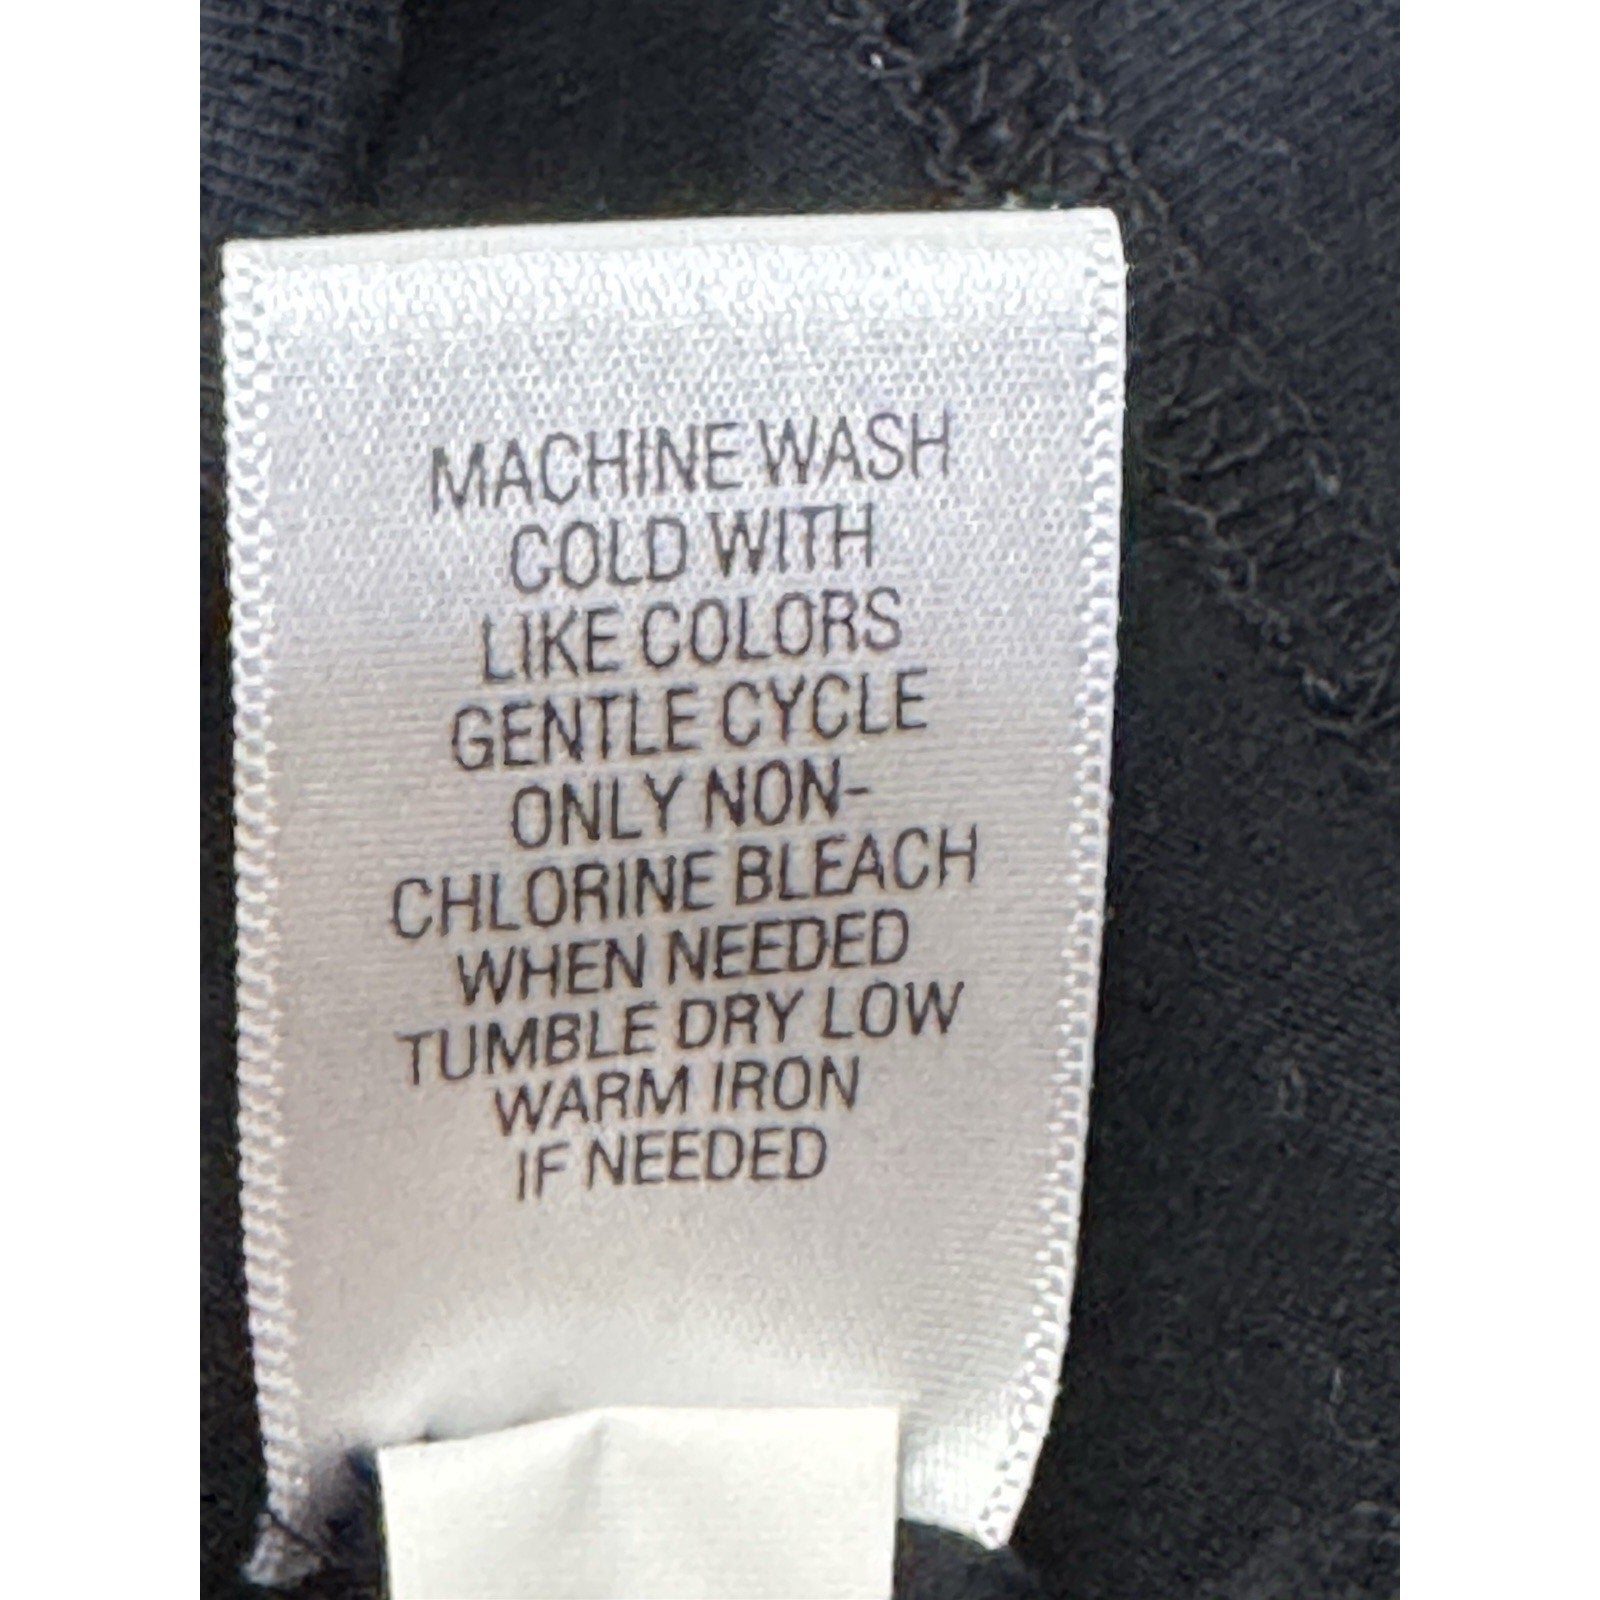 MACHINE WASH
COLD WITH
LIKE COLORS
GENTLE CYCLE
ONLY NON-
CHLORINE BLEACH
WHEN NEEDED
TUMBLE DRY LOW
WARM IRON
IF NEEDED